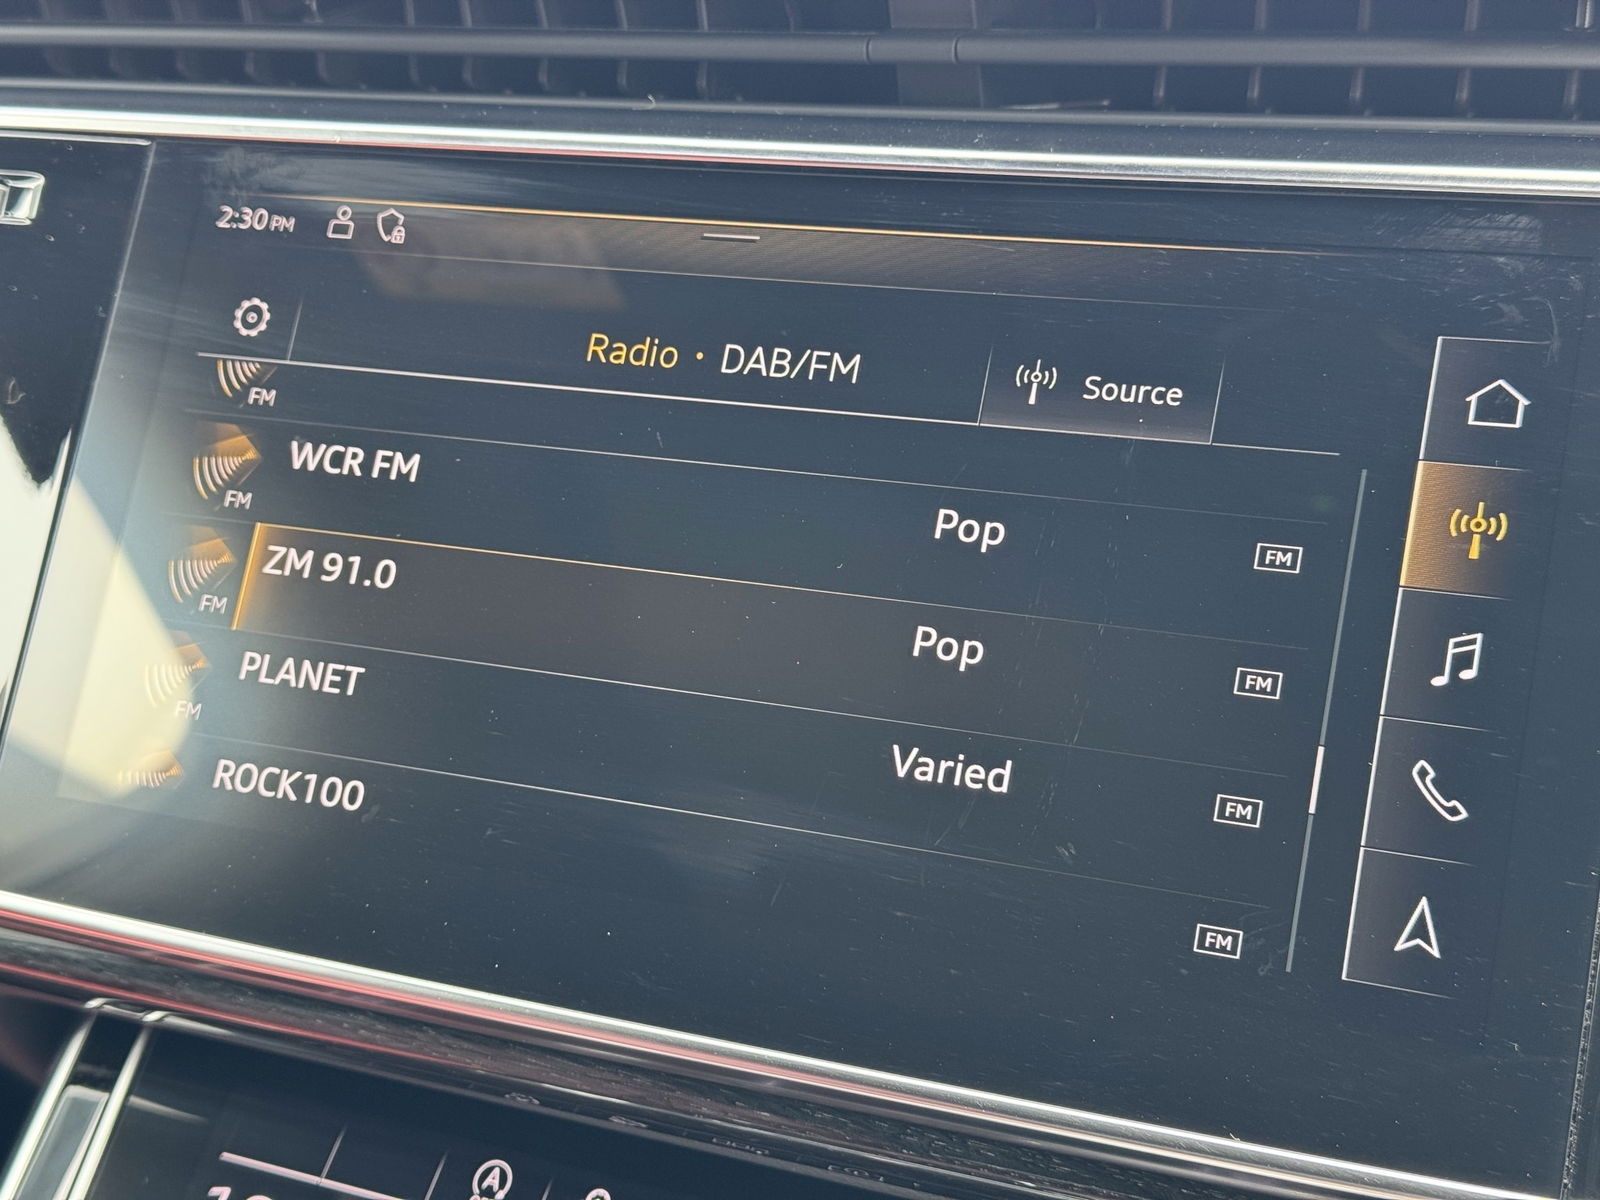 2:30 PM
Radio • DAB/FM
Source
FM
WCR FM
Pop
FM
FM
ZM 91.0
Pop
FM
FM
PLANET
Varied
FM
FM
ROCK100
FM
A